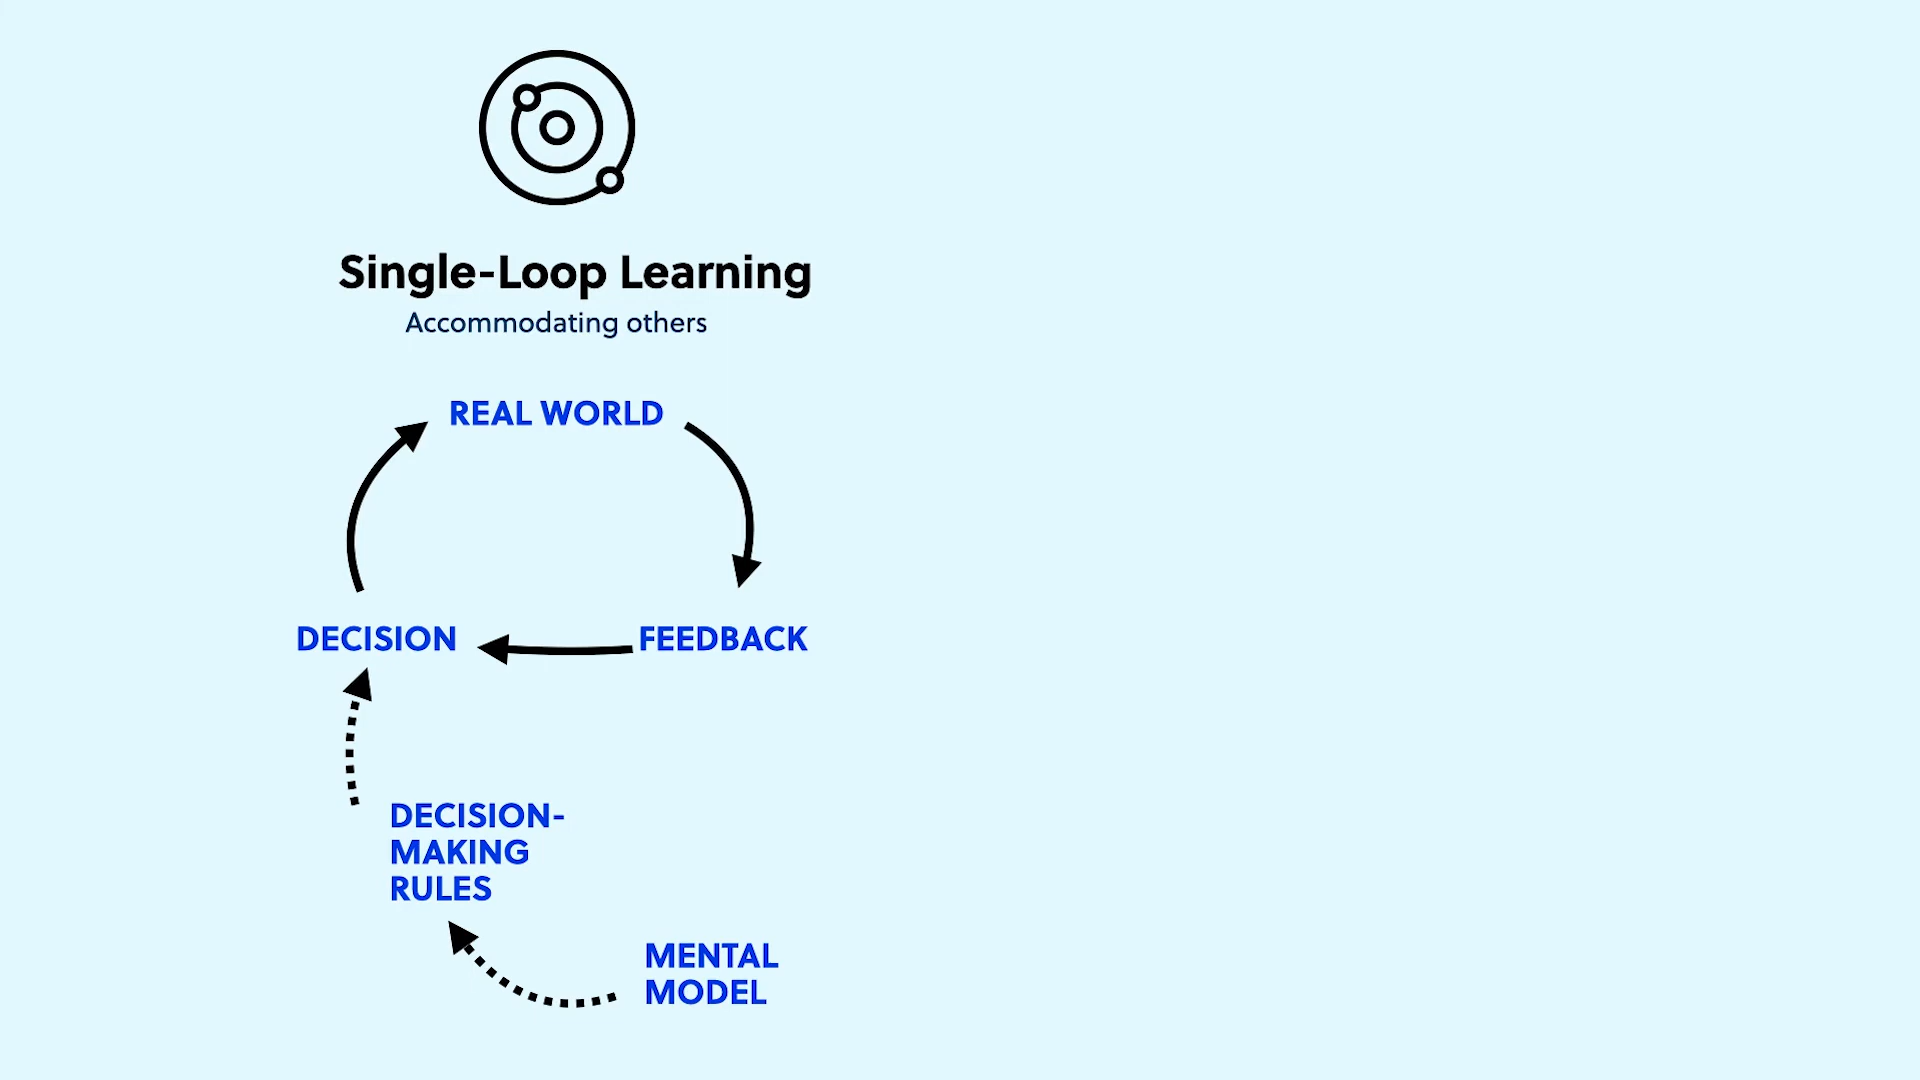 Single-Loop Learning
Accommodating others
REAL WORLD
DECISION
FEEDBACK
DECISION-
MAKING
RULES
MENTAL
MODEL